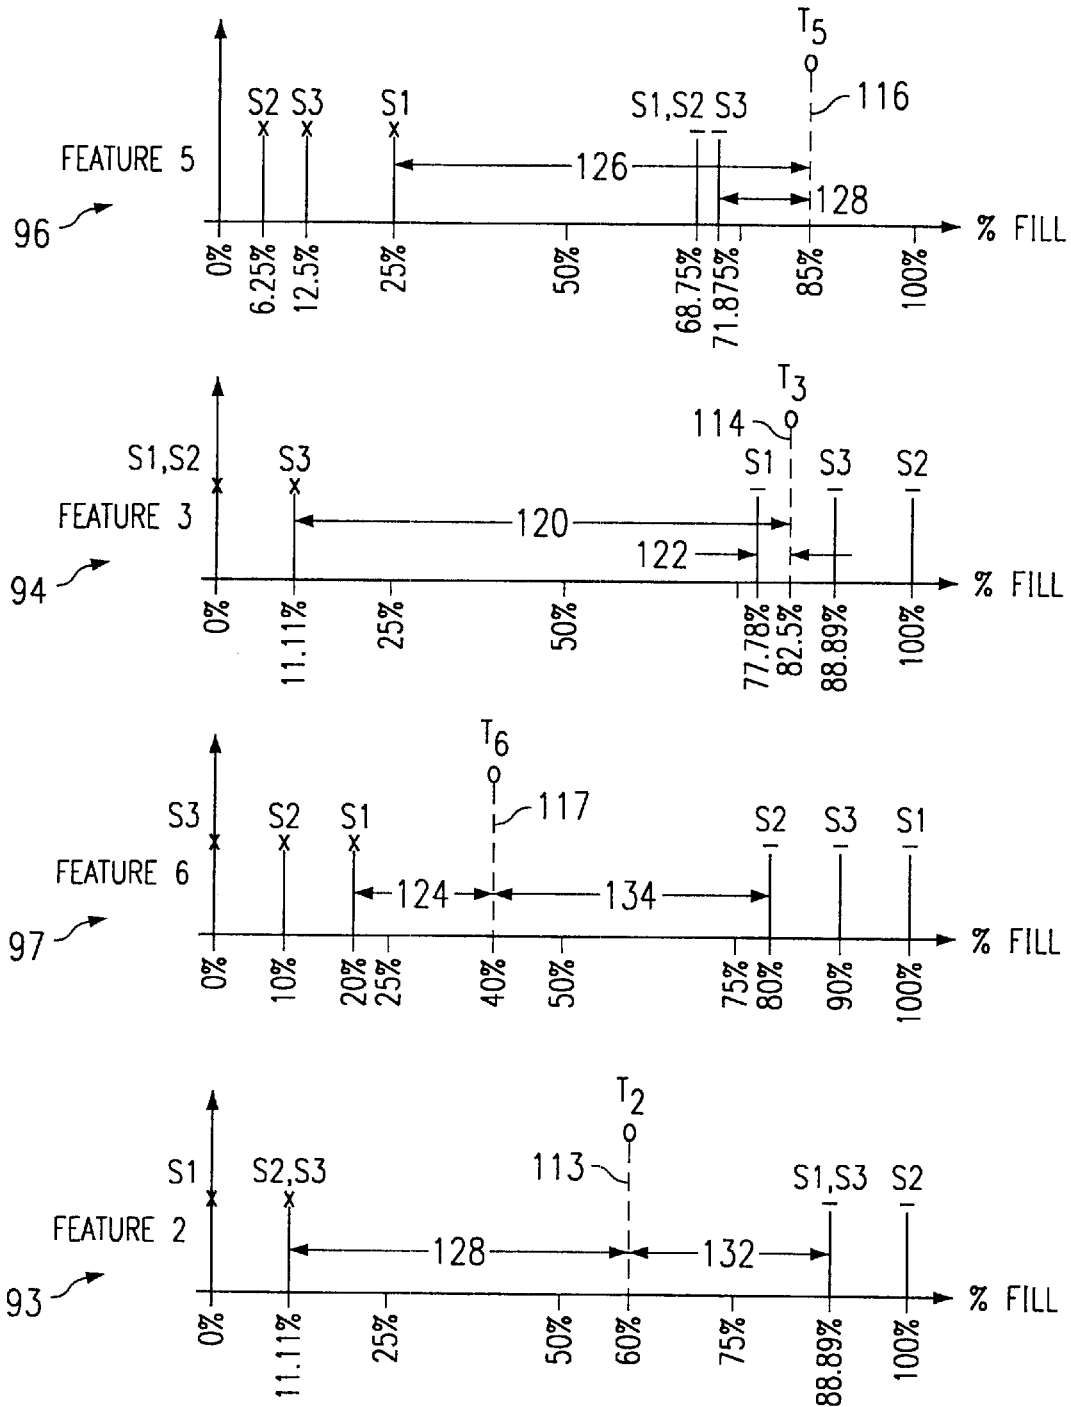 T5
116
S2 S3 S1 S1,S2 S3
FEATURE 5
126
128
96
% FILL
0% 6.25% 12.5% 25% 50% 68.75% 71.875% 85% 100%
T3
114
S1,S2 S3 S1 S3 S2
FEATURE 3
120
122
94
% FILL
0% 11.11% 25% 50% 77.78% 82.5% 88.89% 100%
T6
117
S3 S2 S1 S2 S3 S1
FEATURE 6
124 134
97
% FILL
0% 10% 20% 25% 40% 50% 75% 80% 90% 100%
T2
113
S1 S2,S3 S1,S3 S2
FEATURE 2
128 132
93
% FILL
0% 11.11% 25% 50% 60% 75% 88.89% 100%